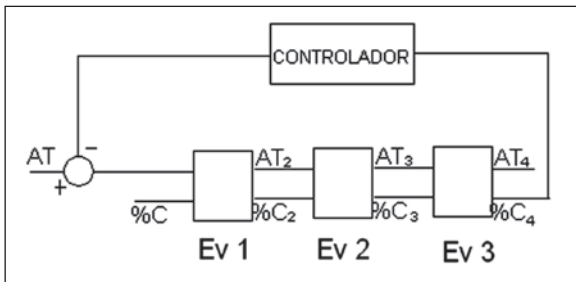 CONTROLADOR
−
AT AT₂ AT₃ AT₄
+
%C %C₂ %C₃ %C₄
Ev 1 Ev 2 Ev 3